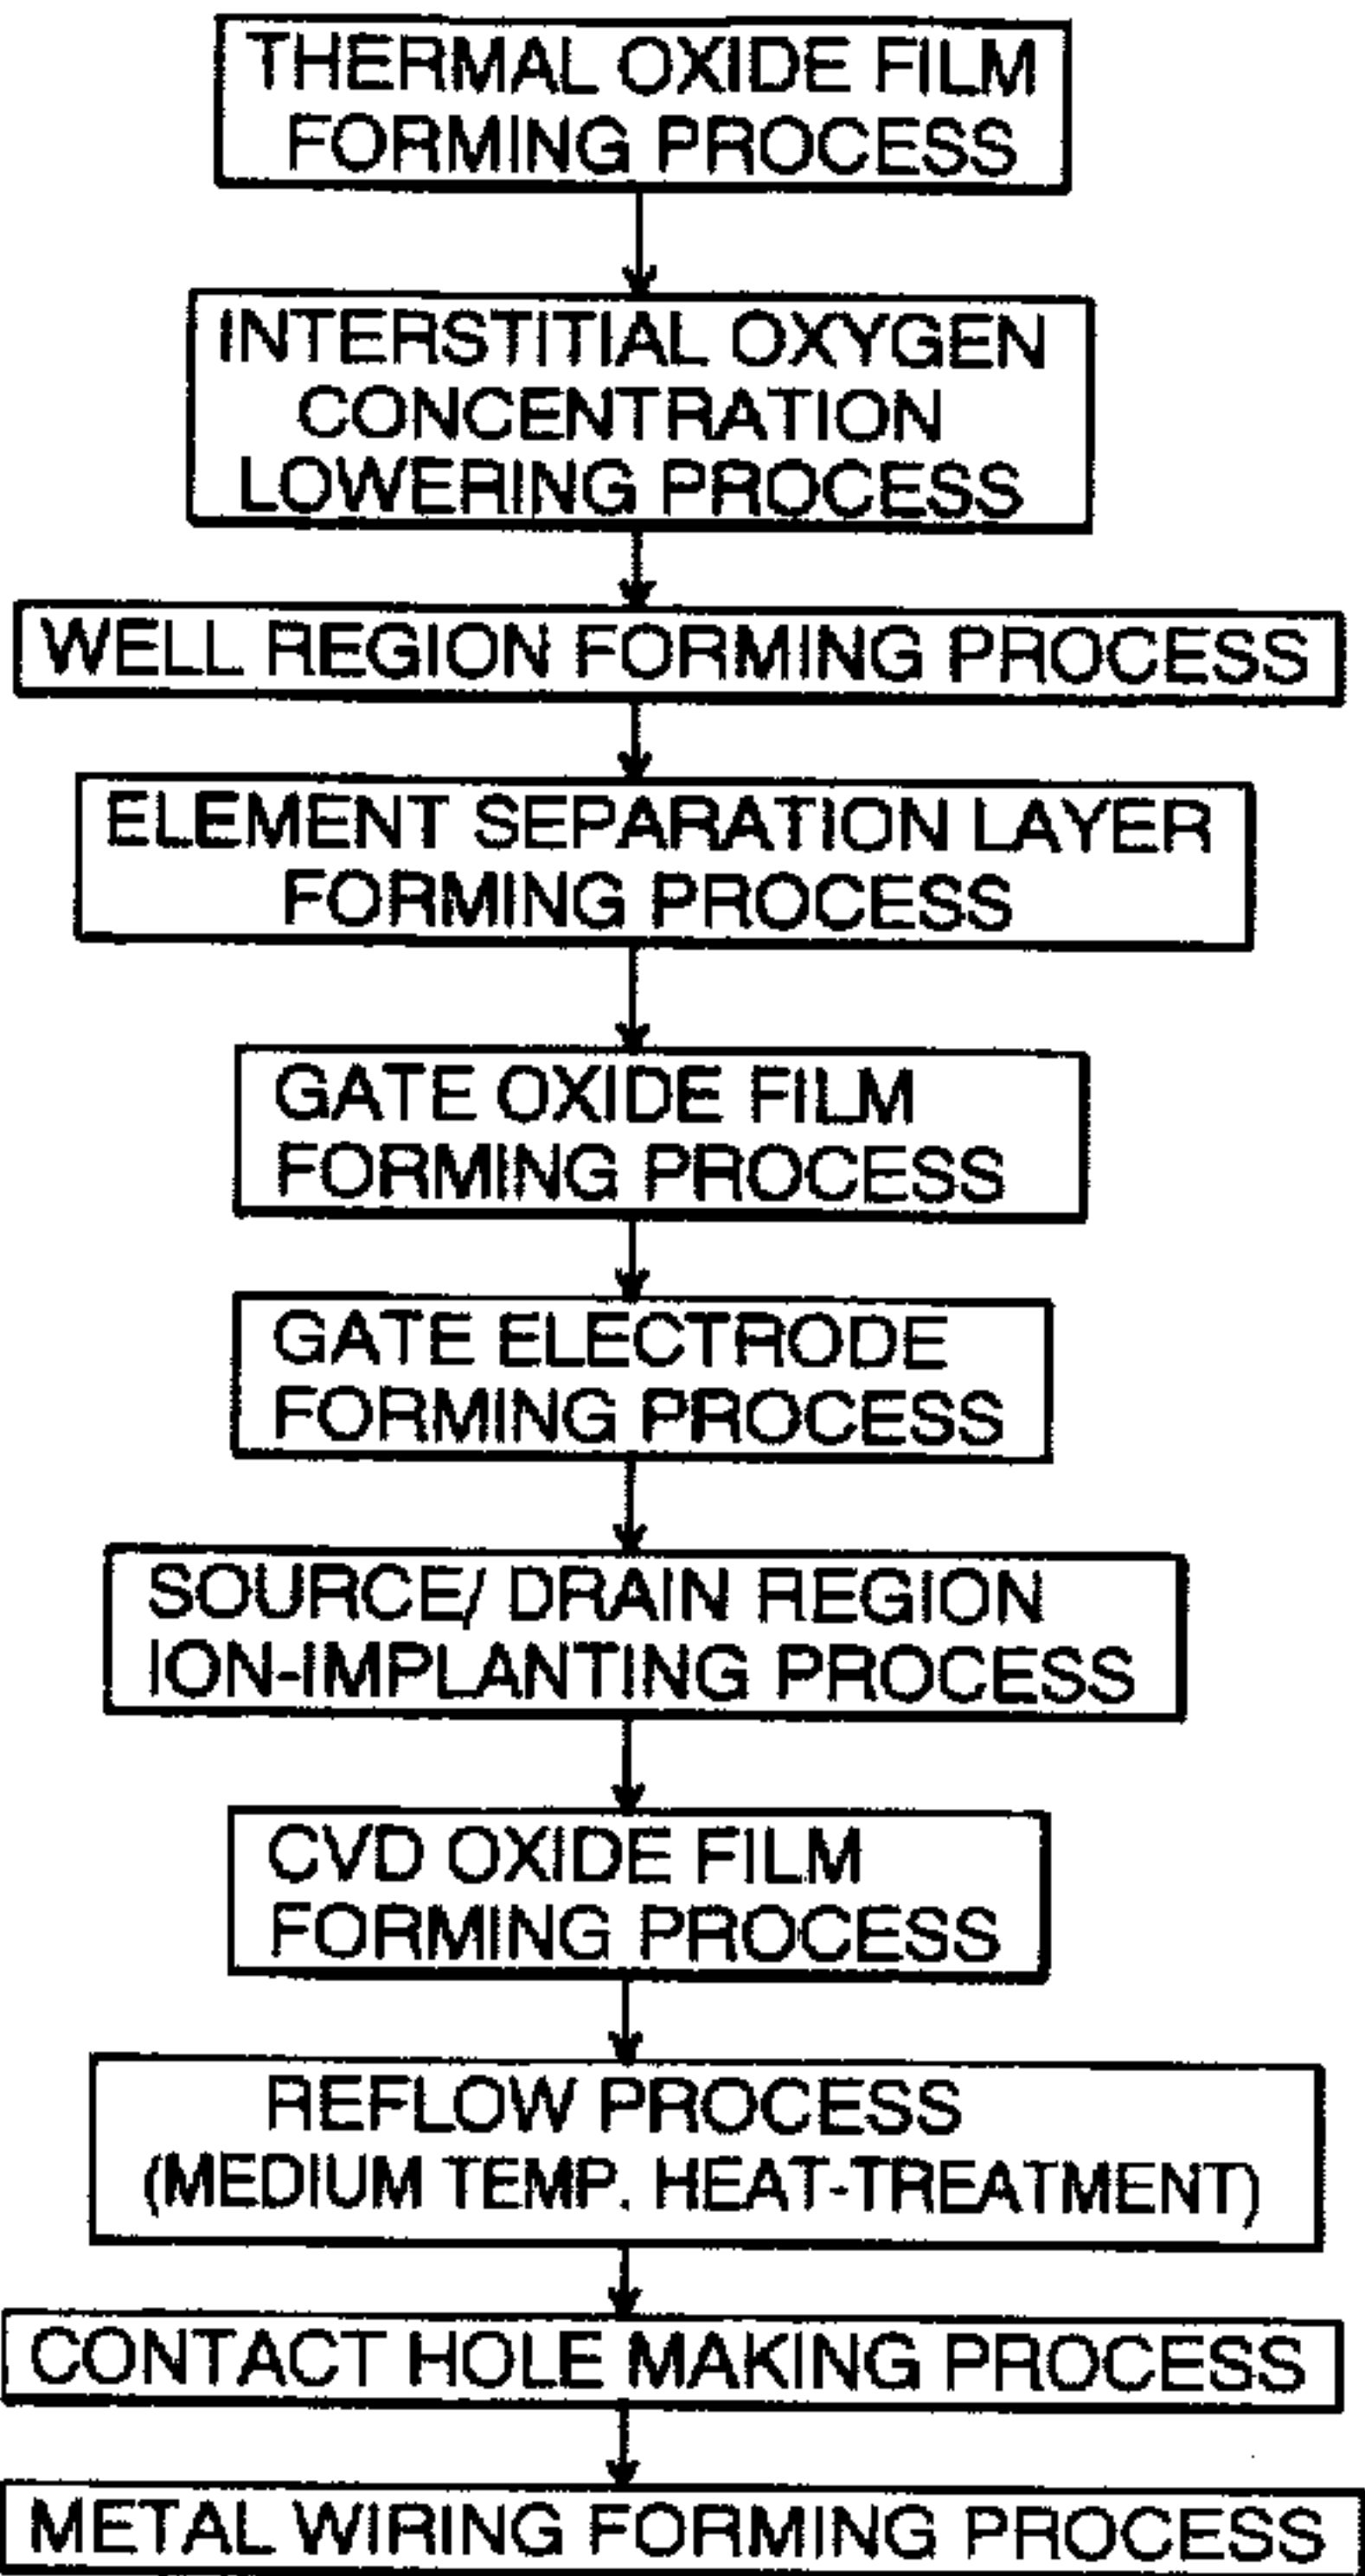 THERMAL OXIDE FILM
FORMING PROCESS
INTERSTITIAL OXYGEN
CONCENTRATION
LOWERING PROCESS
WELL REGION FORMING PROCESS
ELEMENT SEPARATION LAYER
FORMING PROCESS
GATE OXIDE FILM
FORMING PROCESS
GATE ELECTRODE
FORMING PROCESS
SOURCE/ DRAIN REGION
ION-IMPLANTING PROCESS
CVD OXIDE FILM
FORMING PROCESS
REFLOW PROCESS
(MEDIUM TEMP. HEAT-TREATMENT)
CONTACT HOLE MAKING PROCESS
METAL WIRING FORMING PROCESS